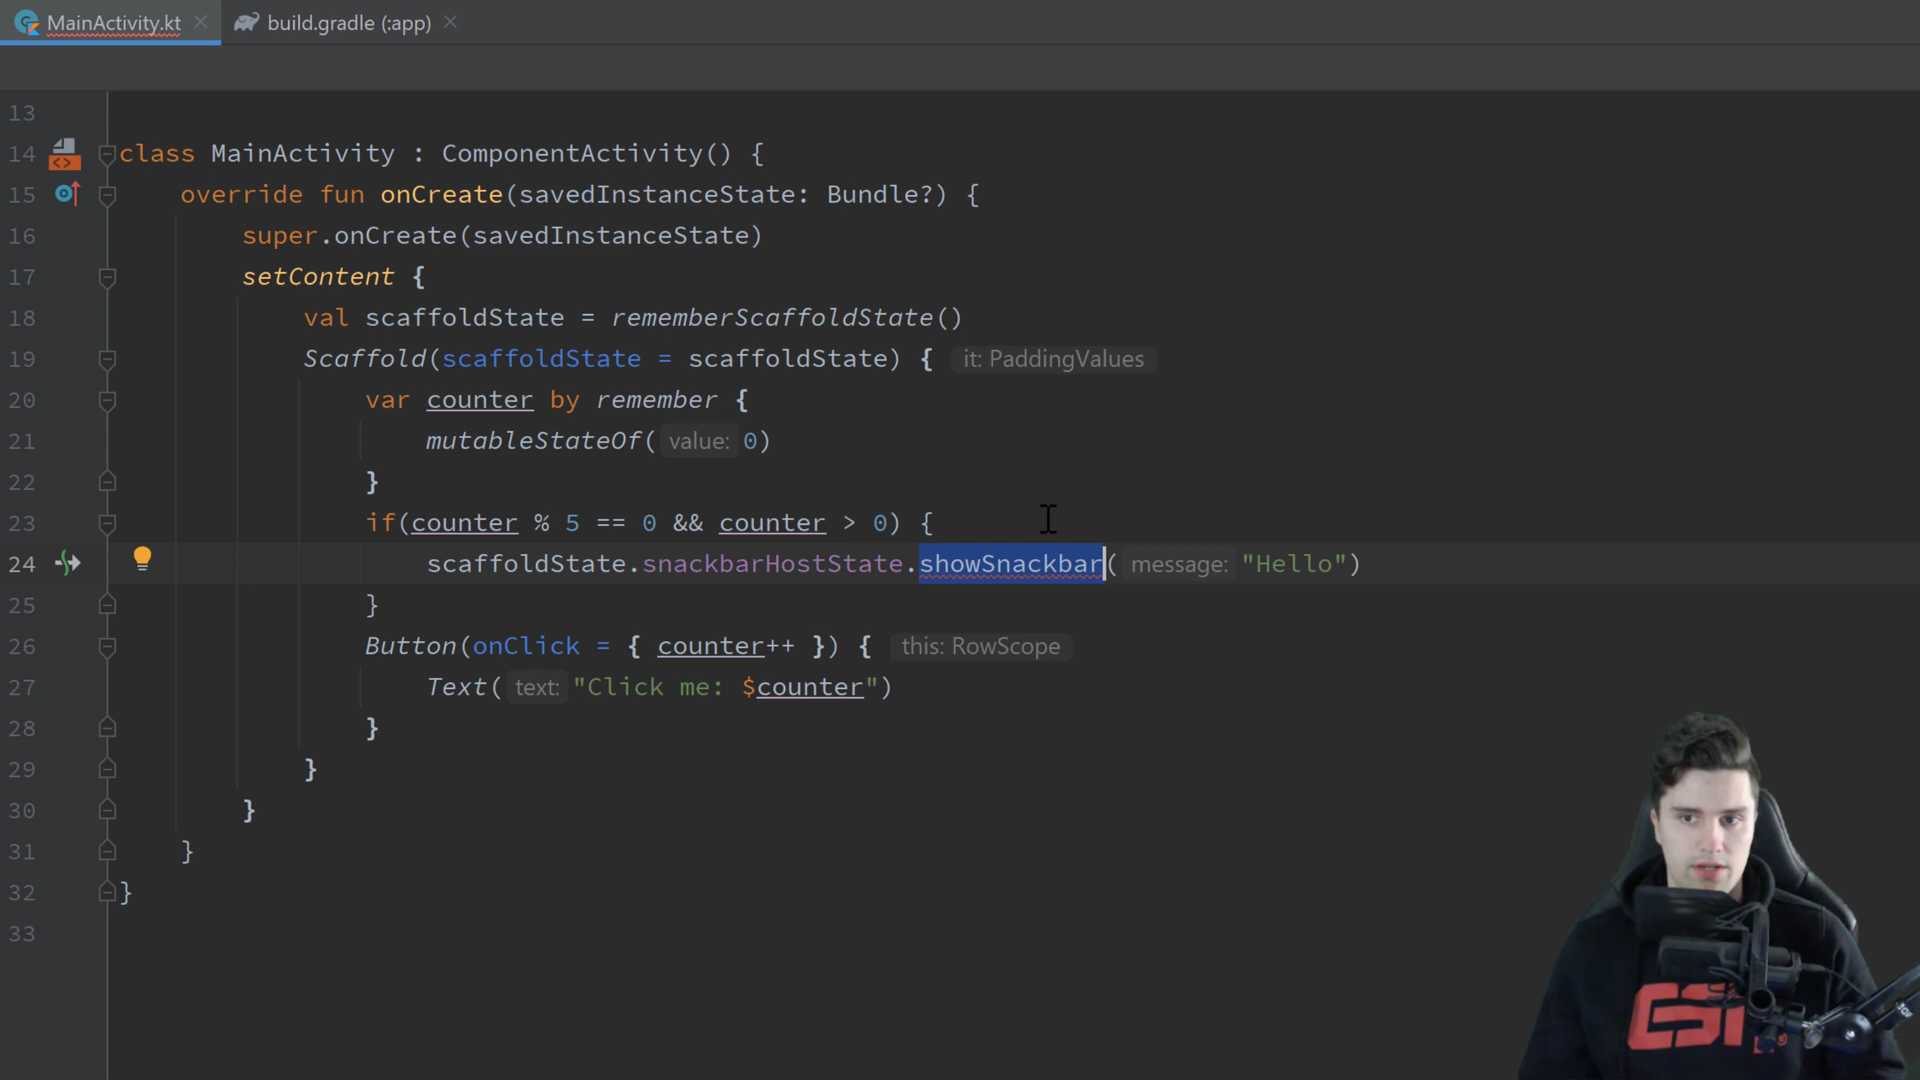 MainActivity.kt build.gradle (:app)
13
14 class MainActivity : ComponentActivity() {
15 override fun onCreate(savedInstanceState: Bundle?) {
16 super.onCreate(savedInstanceState)
17 setContent {
18 val scaffoldState = rememberScaffoldState()
19 Scaffold(scaffoldState = scaffoldState) { it: PaddingValues
20 var counter by remember {
21 mutableStateOf( value: 0)
22 }
23 if(counter % 5 == 0 && counter > 0) {
24 scaffoldState.snackbarHostState.showSnackbar( message: "Hello")
25 }
26 Button(onClick = { counter++ }) { this: RowScope
27 Text( text: "Click me: $counter")
28 }
29 }
30 }
31 }
32 }
33